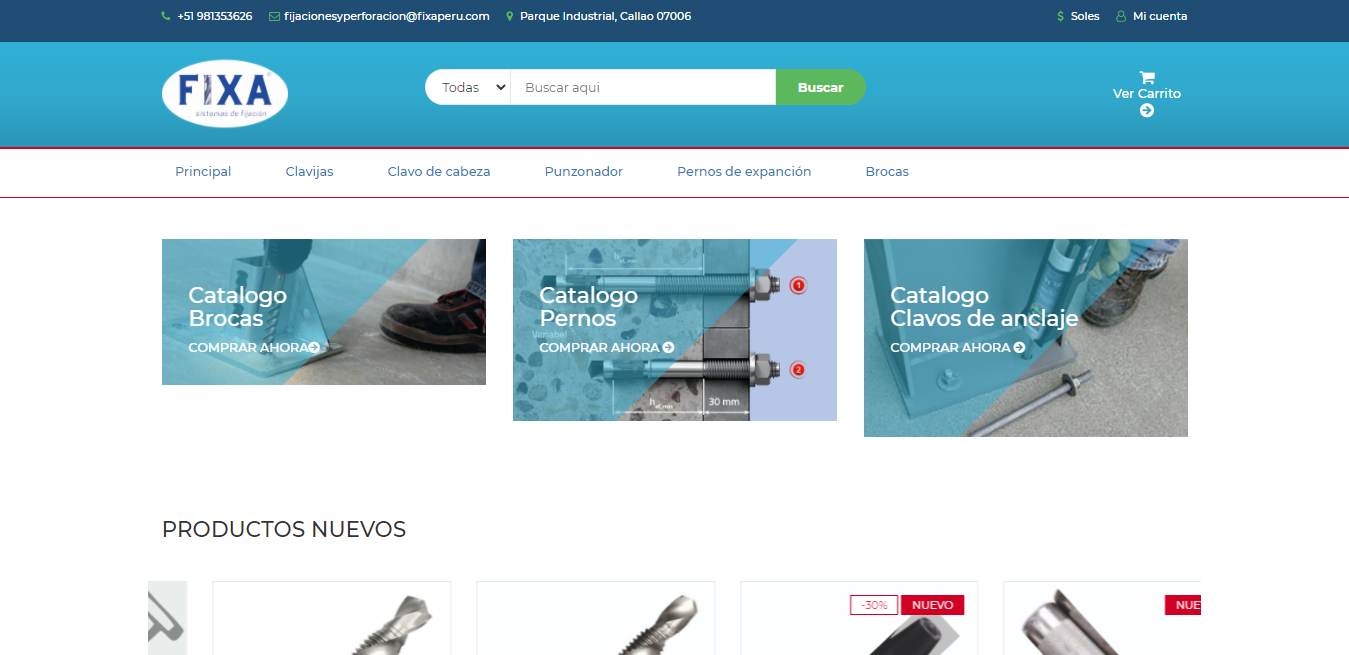 +51 981353626 fijacionesyperforacion@fixaperu.com Parque Industrial, Callao 07006 $ Soles Mi cuenta
FIXA
sistemas de fijación
Todas Buscar aqui Buscar
Ver Carrito
Principal Clavijas Clavo de cabeza Punzonador Pernos de expanción Brocas
Catalogo
Brocas
COMPRAR AHORA
Catalogo
Pernos
COMPRAR AHORA
1
Variabel
2
30 mm
Catalogo
Clavos de anclaje
COMPRAR AHORA
PRODUCTOS NUEVOS
-30% NUEVO
NUE